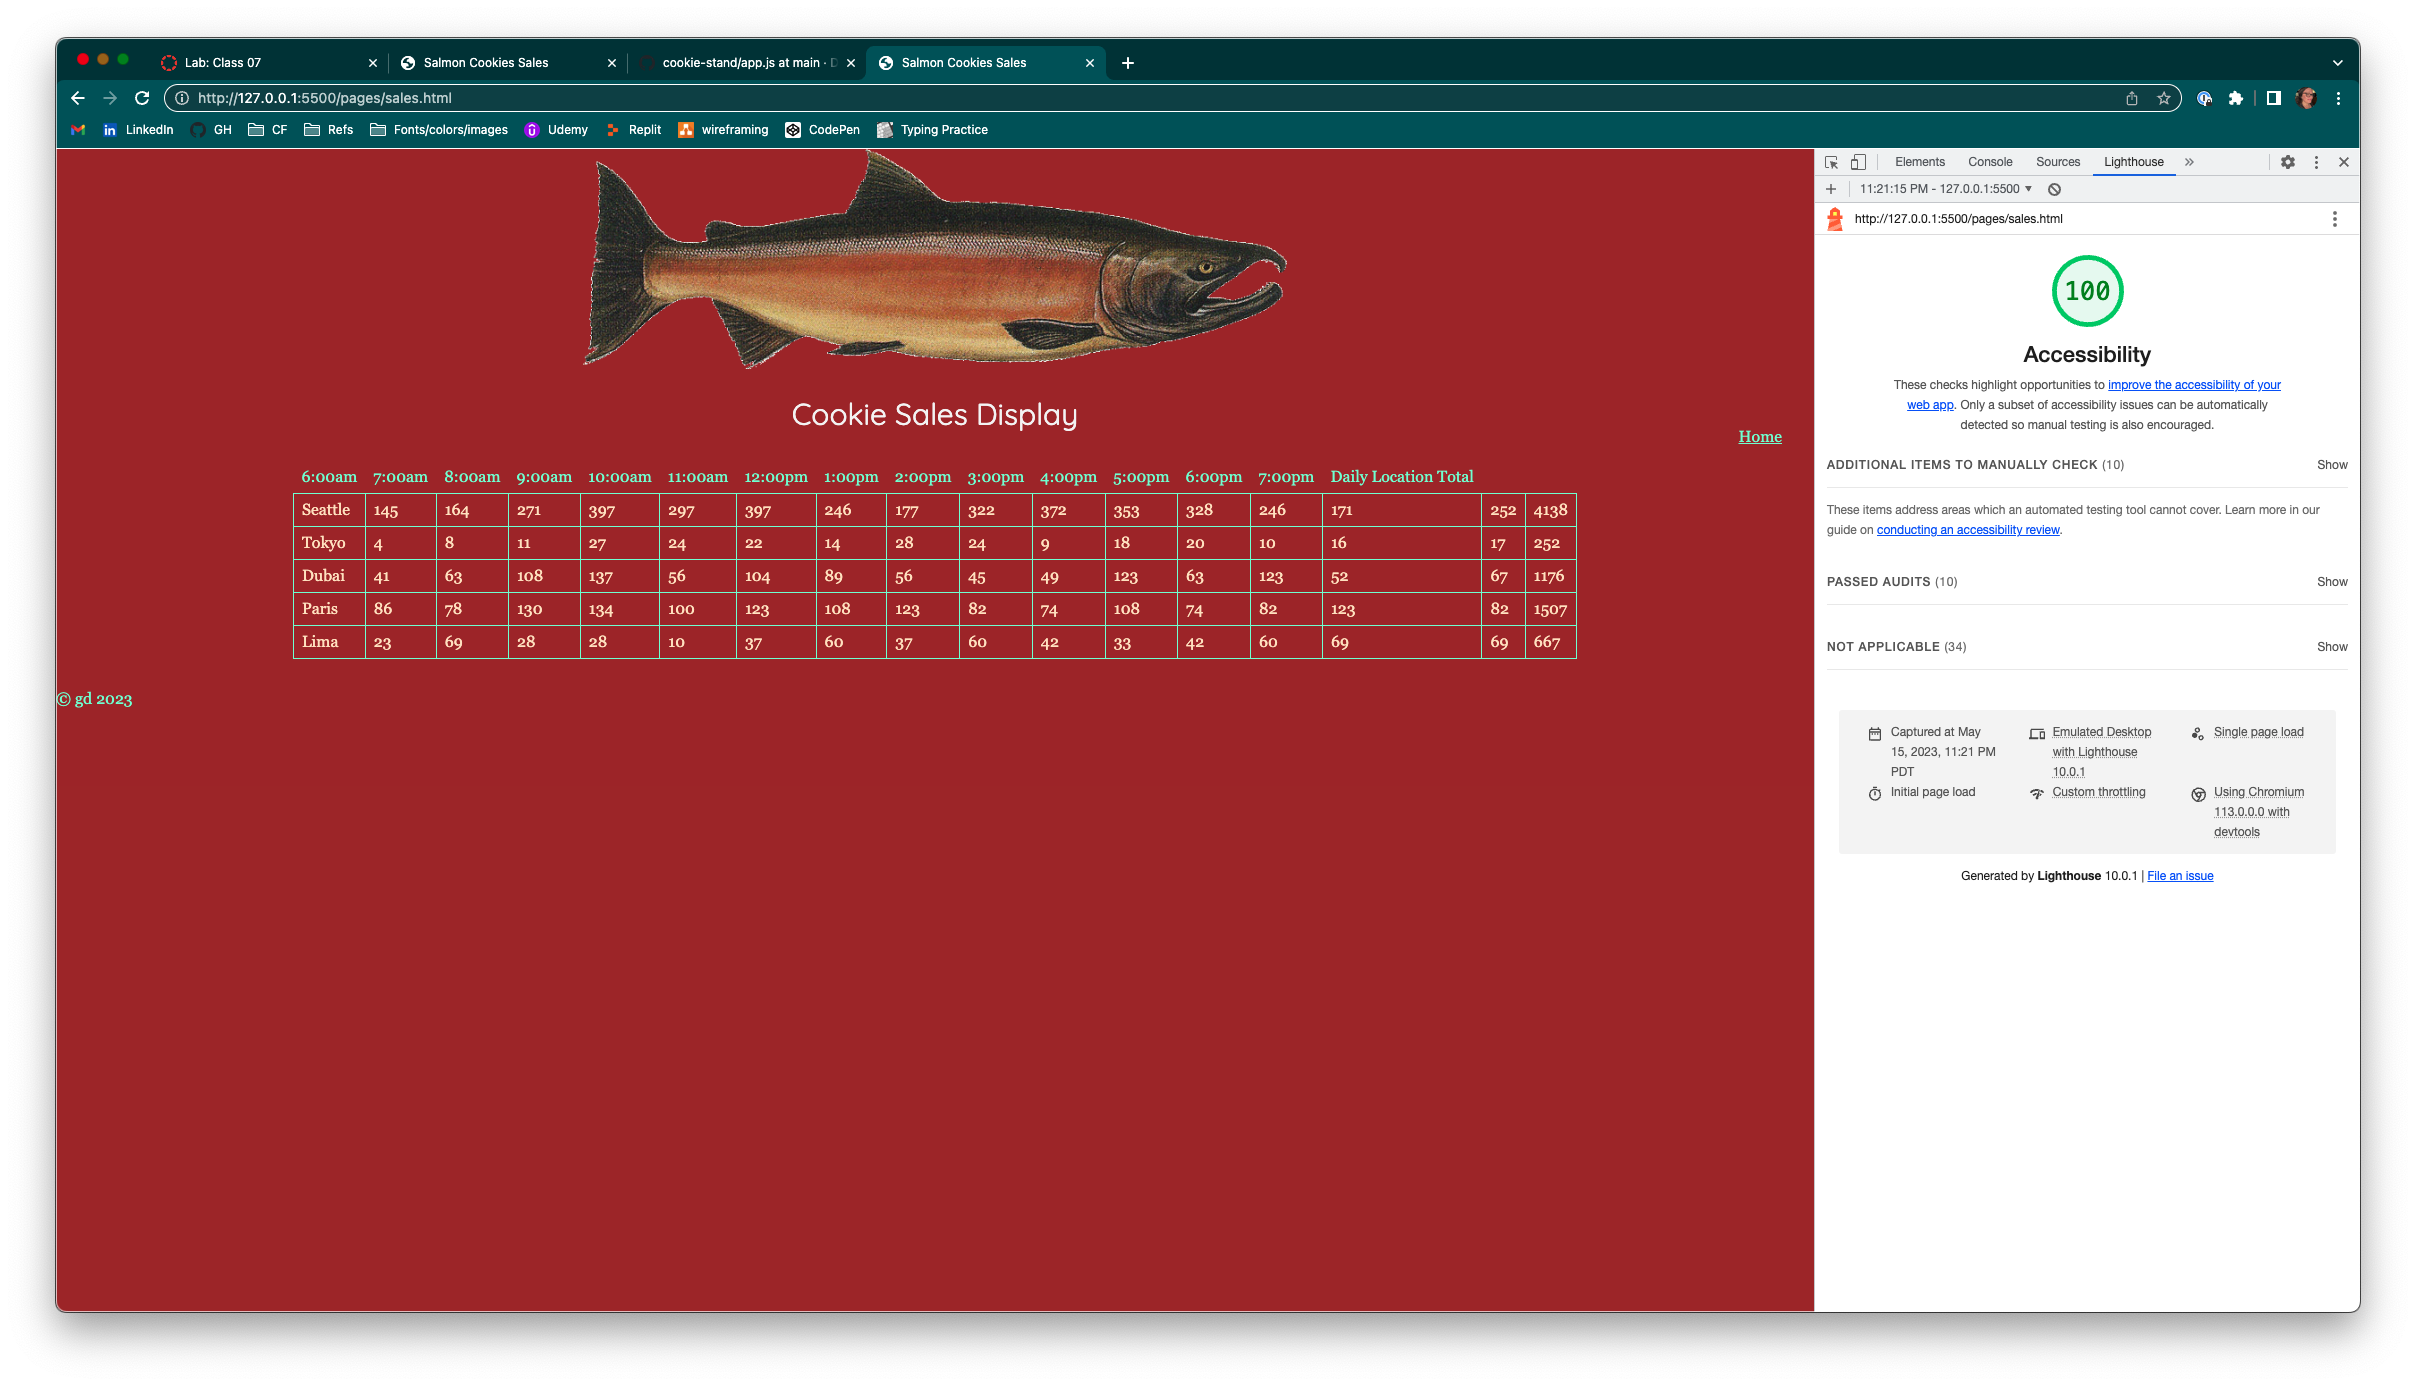 Lab: Class 07
Salmon Cookies Sales
cookie-stand/app.js at main · D
Salmon Cookies Sales
http://127.0.0.1:5500/pages/sales.html
LinkedIn GH CF Refs Fonts/colors/images Udemy Replit wireframing CodePen Typing Practice
Cookie Sales Display
Home
6:00am 7:00am 8:00am 9:00am 10:00am 11:00am 12:00pm 1:00pm 2:00pm 3:00pm 4:00pm 5:00pm 6:00pm 7:00pm Daily Location Total
Seattle 145 164 271 397 297 397 246 177 322 372 353 328 246 171 252 4138
Tokyo 4 8 11 27 24 22 14 28 24 9 18 20 10 16 17 252
Dubai 41 63 108 137 56 104 89 56 45 49 123 63 123 52 67 1176
Paris 86 78 130 134 100 123 108 123 82 74 108 74 82 123 82 1507
Lima 23 69 28 28 10 37 60 37 60 42 33 42 60 69 69 667
© gd 2023
Elements Console Sources Lighthouse
11:21:15 PM - 127.0.0.1:5500
http://127.0.0.1:5500/pages/sales.html
100
Accessibility
These checks highlight opportunities to improve the accessibility of your
web app. Only a subset of accessibility issues can be automatically
detected so manual testing is also encouraged.
ADDITIONAL ITEMS TO MANUALLY CHECK (10) Show
These items address areas which an automated testing tool cannot cover. Learn more in our
guide on conducting an accessibility review.
PASSED AUDITS (10) Show
NOT APPLICABLE (34) Show
Captured at May
15, 2023, 11:21 PM
PDT
Emulated Desktop
with Lighthouse
10.0.1
Single page load
Initial page load
Custom throttling
Using Chromium
113.0.0.0 with
devtools
Generated by Lighthouse 10.0.1 | File an issue